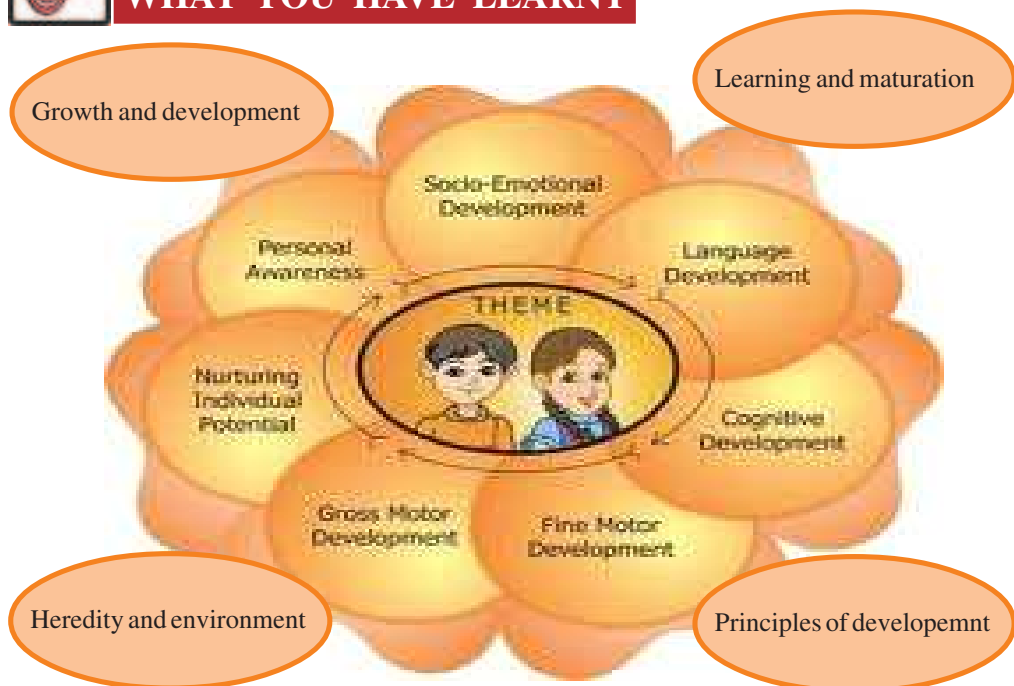 WHAT YOU HAVE LEARNT
Growth and development
Learning and maturation
Socio-Emotional
Development
Personal
Awareness
Language
Development
THEME
Nurturing
Individual
Potential
Cognitive
Development
Gross Motor
Development
Fine Motor
Development
Heredity and environment
Principles of developemnt